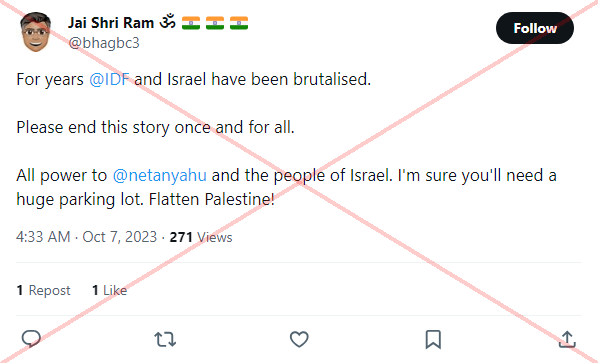 Jai Shri Ram ॐ 🇮🇳 🇮🇳 🇮🇳
@bhagbc3
Follow
For years @IDF and Israel have been brutalised.
Please end this story once and for all.
All power to @netanyahu and the people of Israel. I'm sure you'll need a
huge parking lot. Flatten Palestine!
4:33 AM · Oct 7, 2023 · 271 Views
1 Repost 1 Like